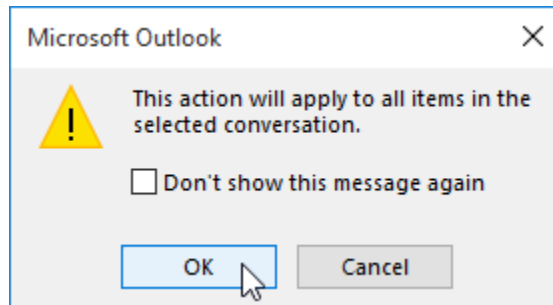 Microsoft Outlook
This action will apply to all items in the
selected conversation.
Don't show this message again
OK
Cancel